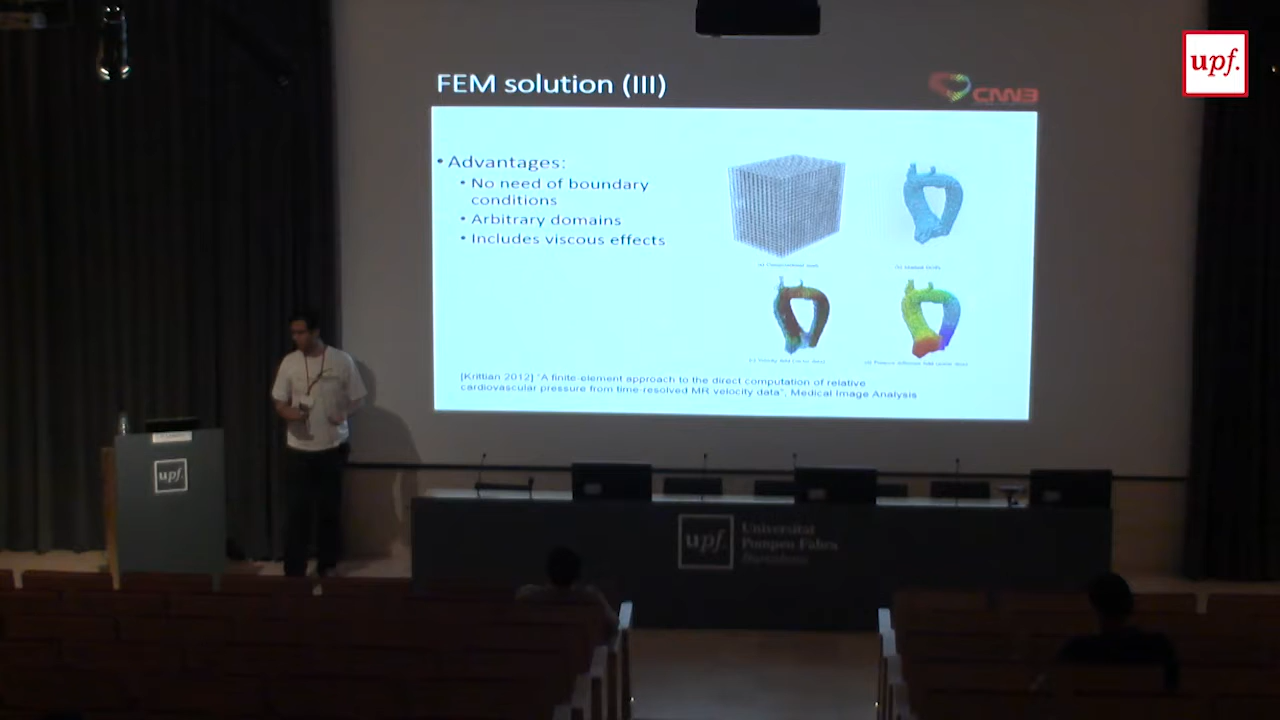 FEM solution (III)
upf.
• Advantages:
• No need of boundary
conditions
• Arbitrary domains
• Includes viscous effects
[Krittian 2012] "A finite element approach to the direct computation of relative
cardiovascular pressure from time-resolved MR velocity data", Medical Image Analysis
upf.
upf.
Universitat
Pompeu Fabra
Barcelona